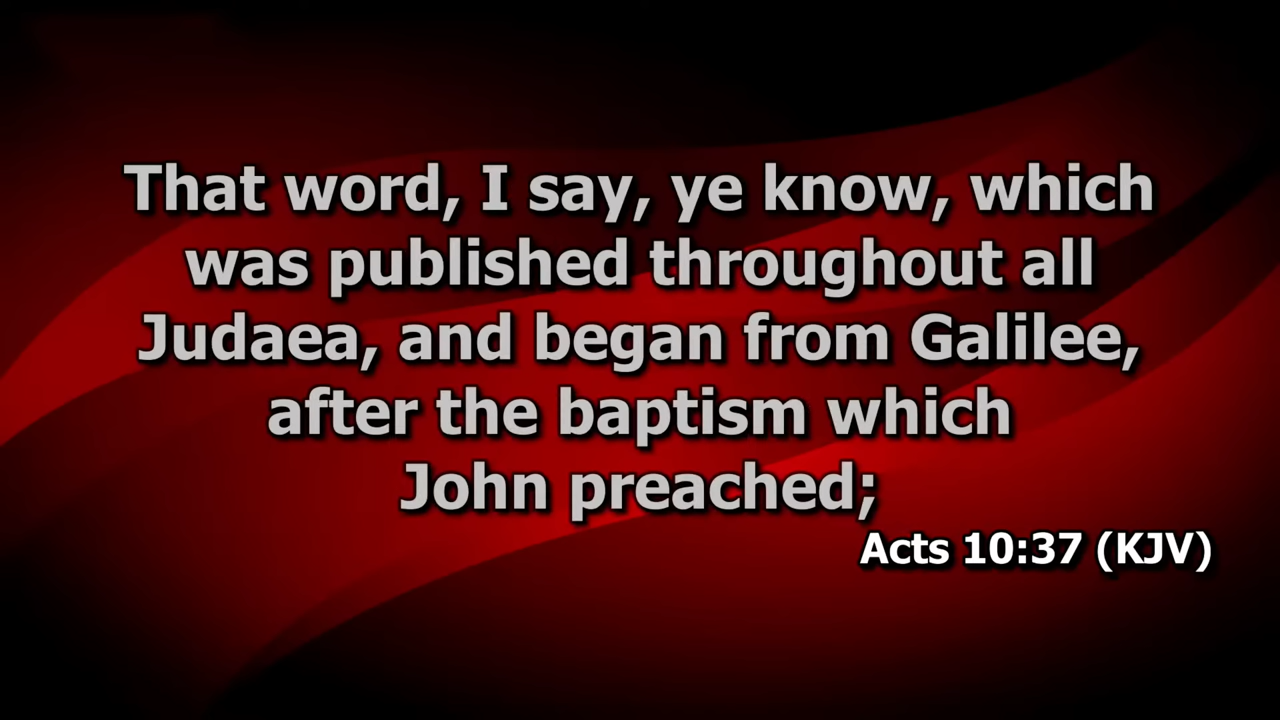 That word, I say, ye know, which
was published throughout all
Judaea, and began from Galilee,
after the baptism which
John preached;
Acts 10:37 (KJV)